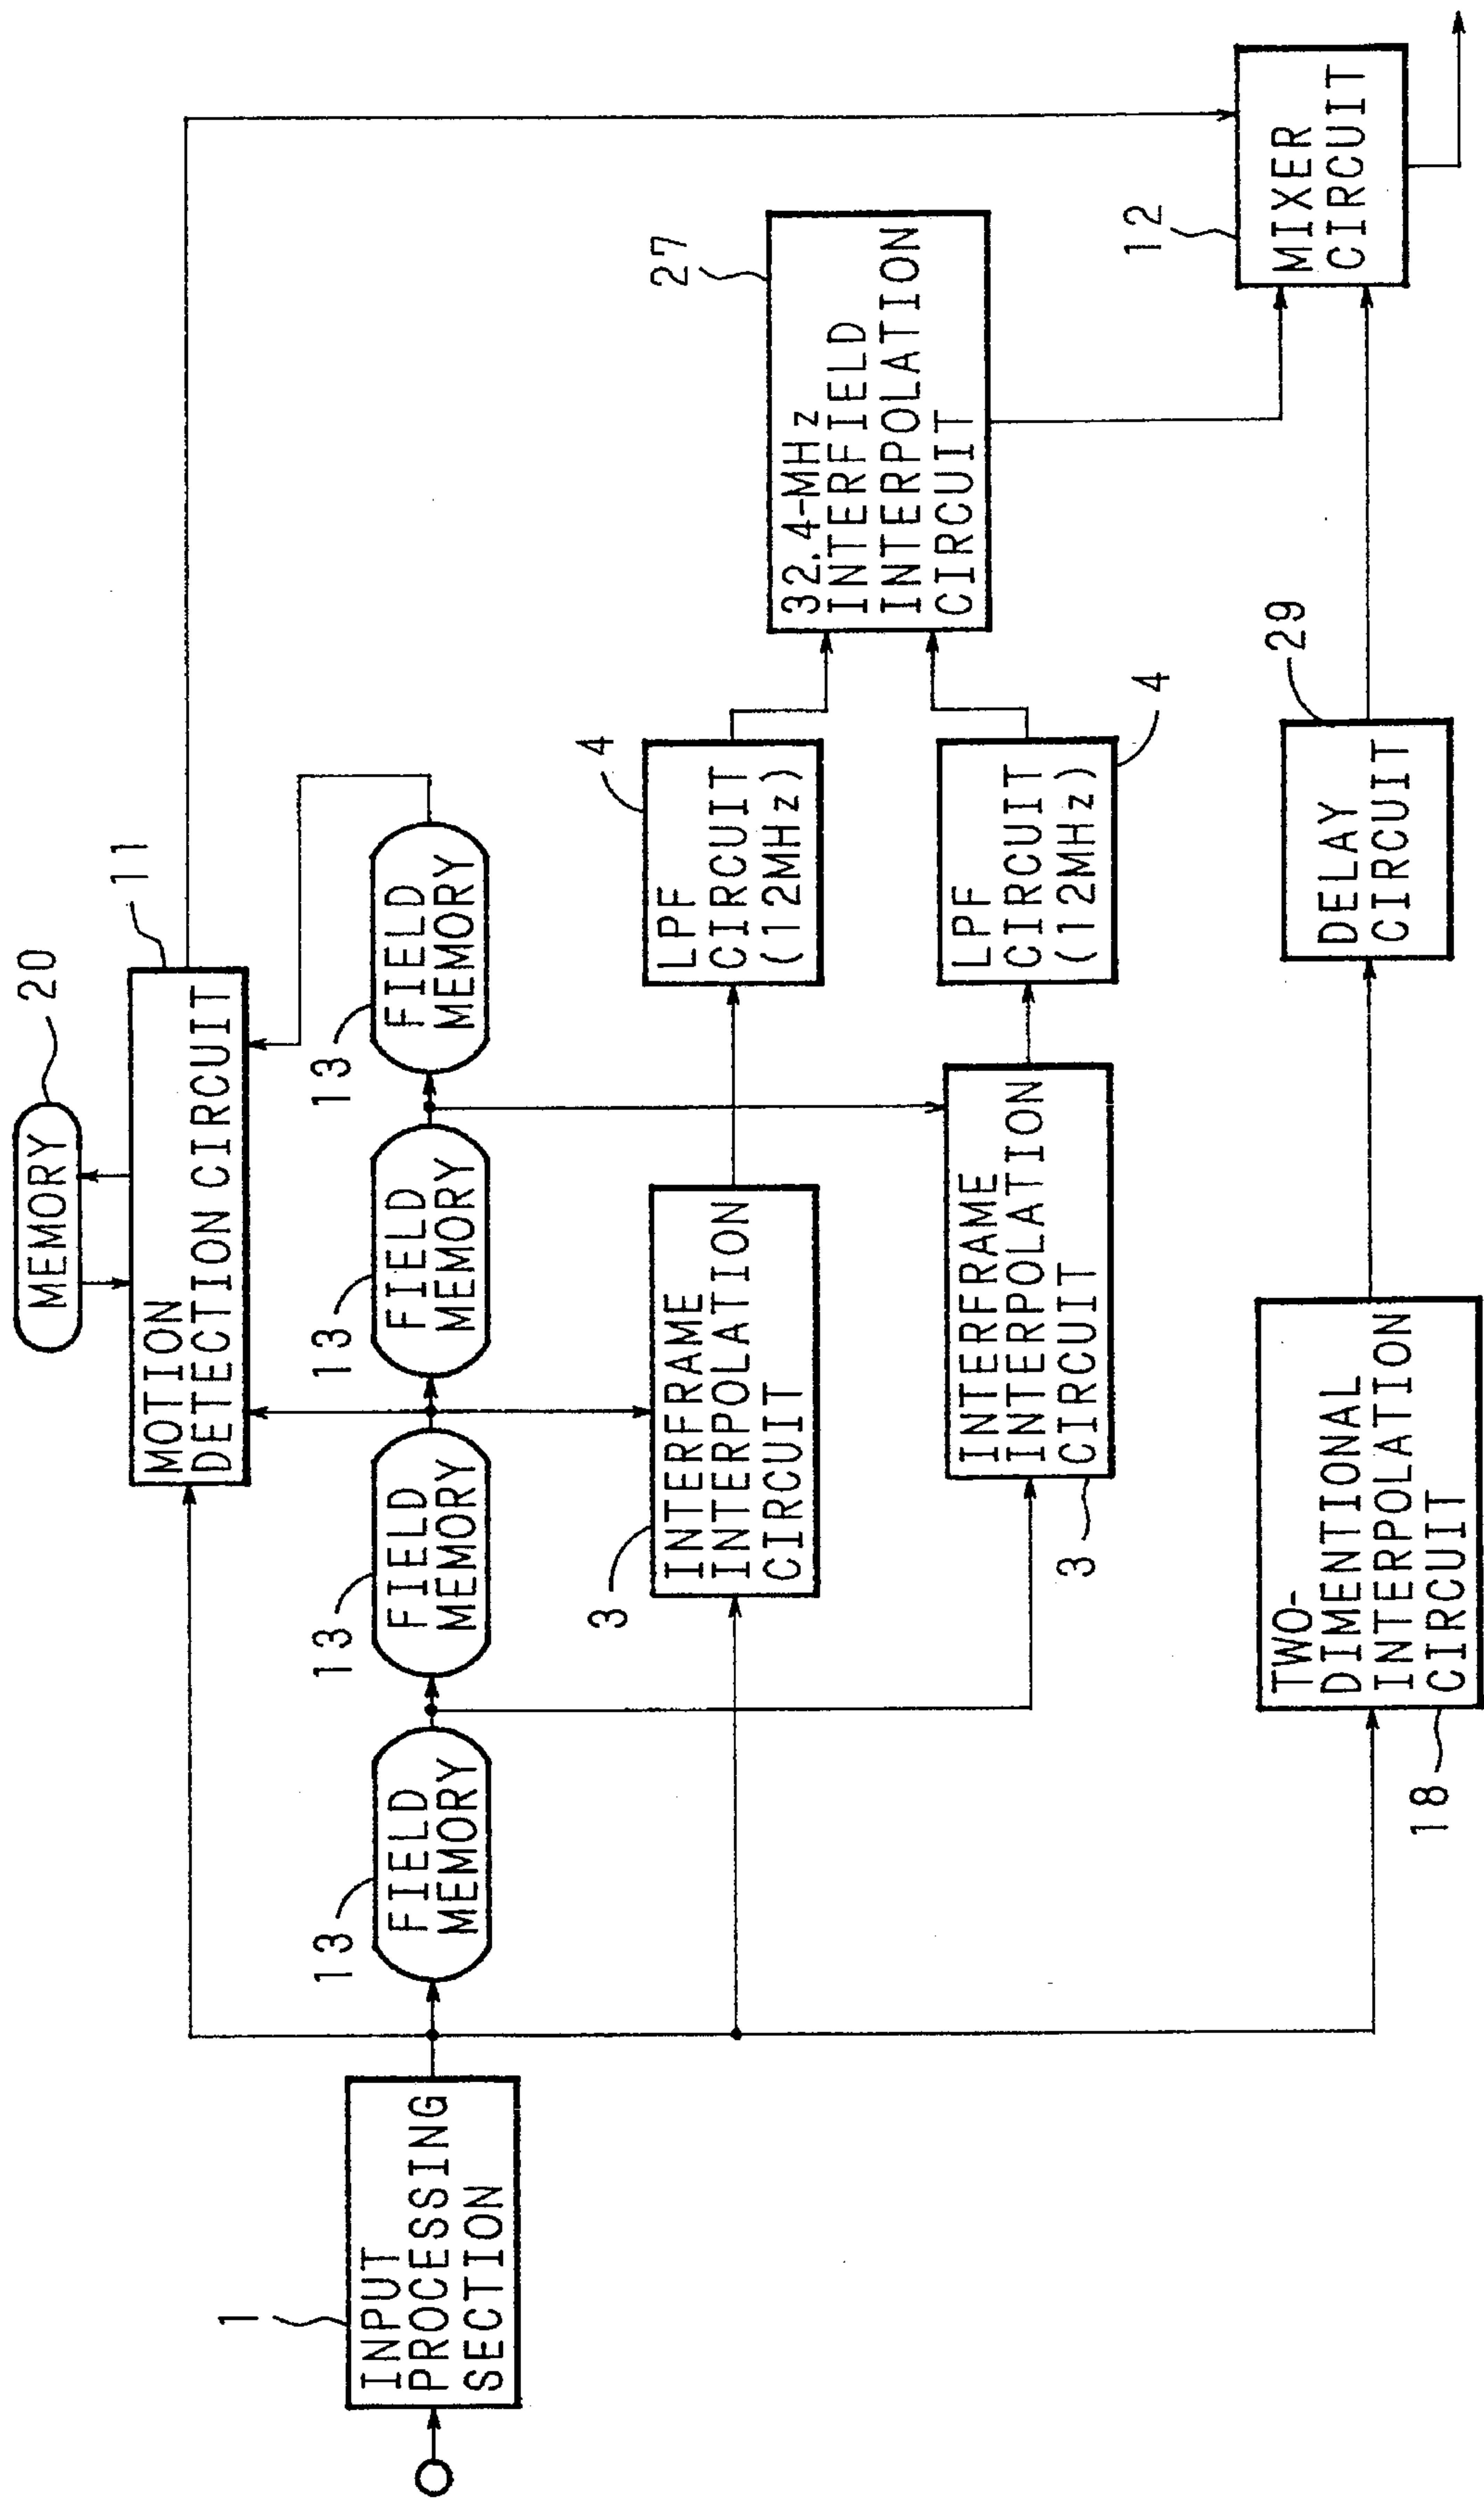 MEMORY
20
MOTION
DETECTION CIRCUIT
11
1
INPUT
PROCESSING
SECTION
13
FIELD
MEMORY
13
FIELD
MEMORY
13
FIELD
MEMORY
13
FIELD
MEMORY
3
INTERFRAME
INTERPOLATION
CIRCUIT
4
LPF
CIRCUIT
(12MHz)
27
32.4-MHz
INTERFIELD
INTERPOLATION
CIRCUIT
3
INTERFRAME
INTERPOLATION
CIRCUIT
4
LPF
CIRCUIT
(12MHz)
18
TWO-
DIMENTIONAL
INTERPOLATION
CIRCUIT
29
DELAY
CIRCUIT
12
MIXER
CIRCUIT